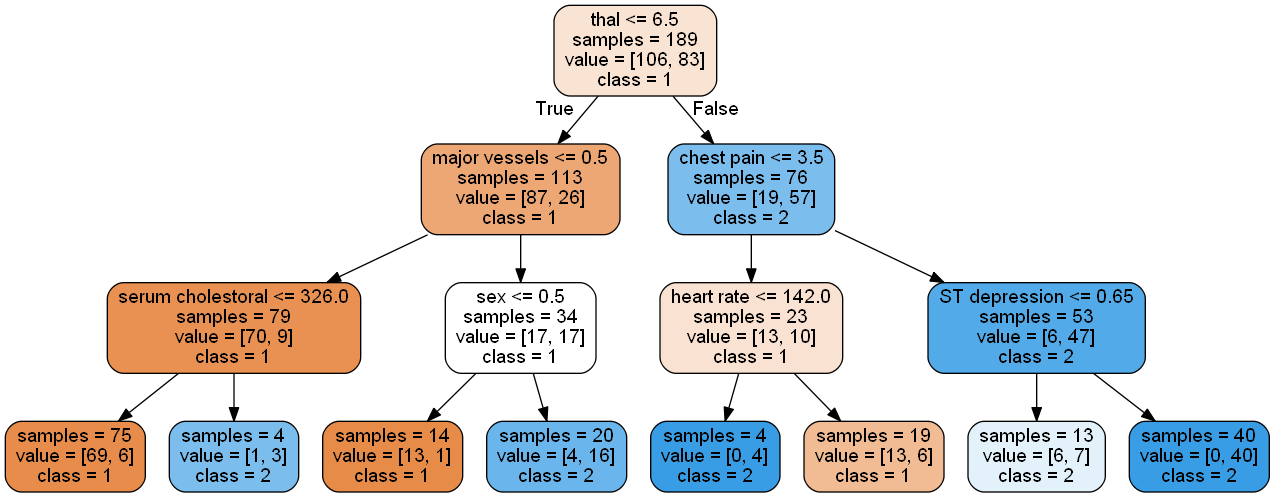 thal <= 6.5
samples = 189
value = [106, 83]
class = 1
True
False
major vessels <= 0.5
samples = 113
value = [87, 26]
class = 1
chest pain <= 3.5
samples = 76
value = [19, 57]
class = 2
serum cholestoral <= 326.0
samples = 79
value = [70, 9]
class = 1
sex <= 0.5
samples = 34
value = [17, 17]
class = 1
heart rate <= 142.0
samples = 23
value = [13, 10]
class = 1
ST depression <= 0.65
samples = 53
value = [6, 47]
class = 2
samples = 75
value = [69, 6]
class = 1
samples = 4
value = [1, 3]
class = 2
samples = 14
value = [13, 1]
class = 1
samples = 20
value = [4, 16]
class = 2
samples = 4
value = [0, 4]
class = 2
samples = 19
value = [13, 6]
class = 1
samples = 13
value = [6, 7]
class = 2
samples = 40
value = [0, 40]
class = 2